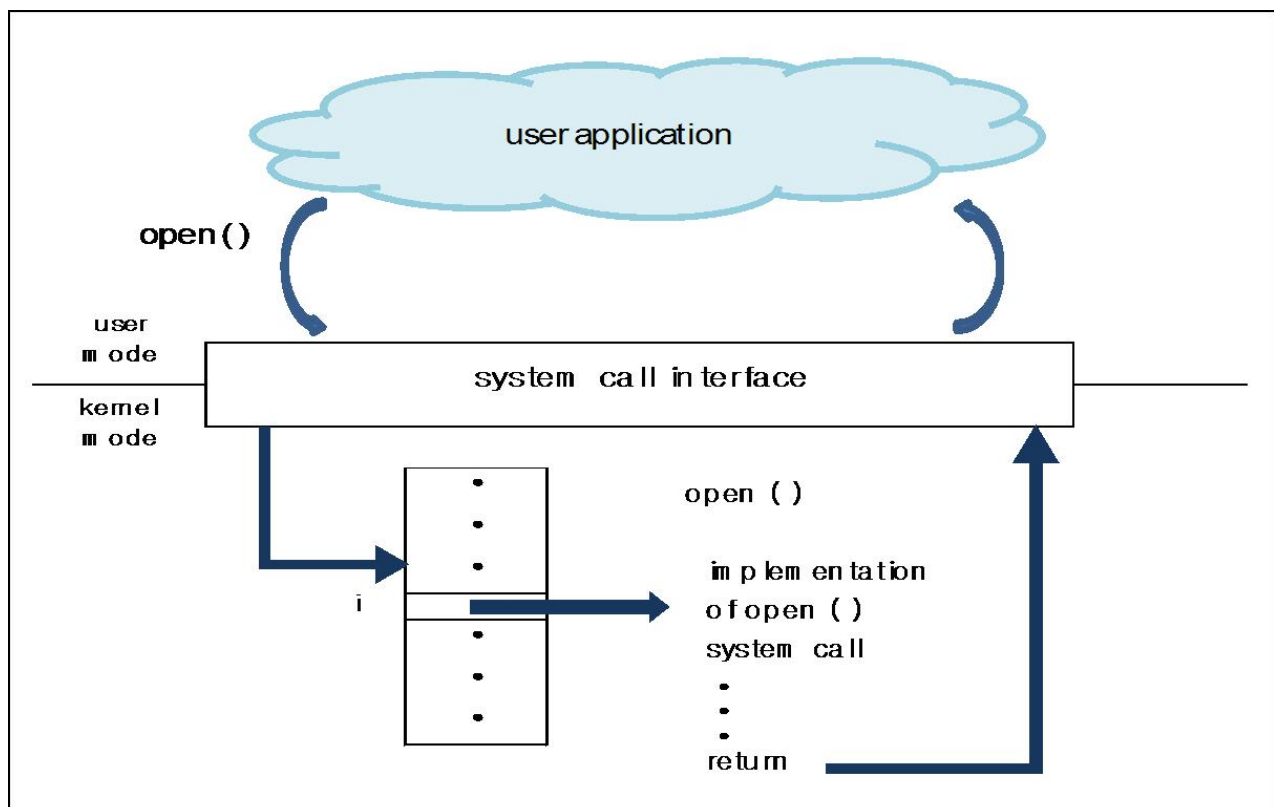 user application
open()
user
mode
system call interface
kernel
mode
open ()
implementation
i
of open ()
system call
return